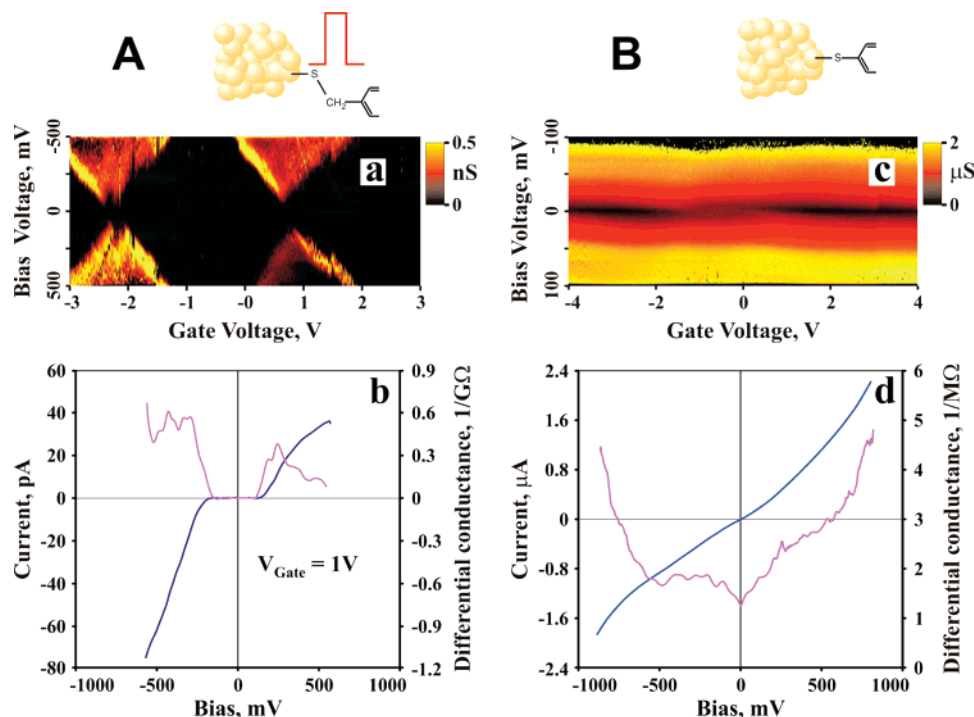 A
S
CH2
B
S
-500
0
500
Bias Voltage, mV
a
0.5
nS
0
-3
-2
-1
-0
1
2
3
Gate Voltage, V
-100
0
100
Bias Voltage, mV
c
2
μS
0
-4
-2
0
2
4
Gate Voltage, V
60
40
20
0
-20
-40
-60
-80
Current, pA
b
VGate = 1V
0.9
0.6
0.3
0
-0.3
-0.6
-0.9
-1.2
Differential conductance, 1/GΩ
-1000
-500
0
500
1000
Bias, mV
2.4
1.6
0.8
0
-0.8
-1.6
-2.4
Current, μA
d
6
5
4
3
2
1
0
Differential conductance, 1/MΩ
-1000
-500
0
500
1000
Bias, mV